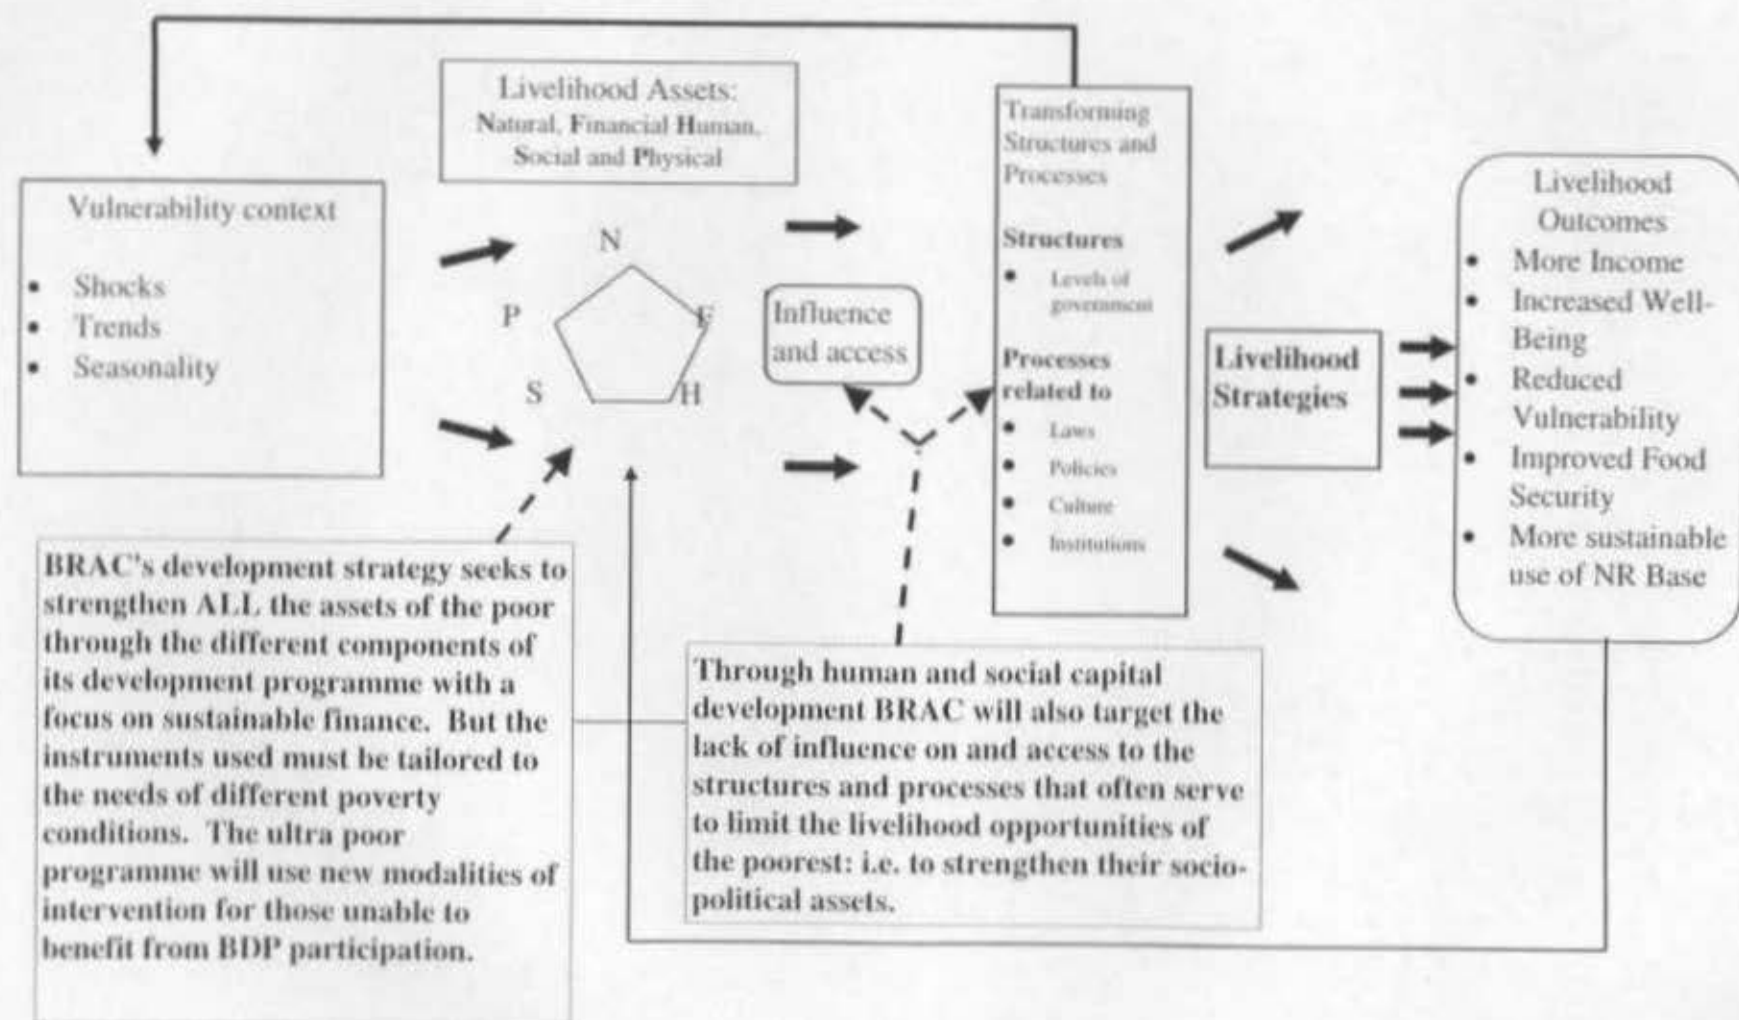 Livelihood Assets:
Natural, Financial Human,
Social and Physical
Vulnerability context
• Shocks
• Trends
• Seasonality
N
P
F
S
H
Influence
and access
Transforming
Structures and
Processes
Structures
• Levels of
government
Processes
related to
• Laws
• Policies
• Culture
• Institutions
Livelihood
Strategies
Livelihood
Outcomes
• More Income
• Increased Well-
Being
• Reduced
Vulnerability
• Improved Food
Security
• More sustainable
use of NR Base
BRAC's development strategy seeks to
strengthen ALL the assets of the poor
through the different components of
its development programme with a
focus on sustainable finance. But the
instruments used must be tailored to
the needs of different poverty
conditions. The ultra poor
programme will use new modalities of
intervention for those unable to
benefit from BDP participation.
Through human and social capital
development BRAC will also target the
lack of influence on and access to the
structures and processes that often serve
to limit the livelihood opportunities of
the poorest: i.e. to strengthen their socio-
political assets.